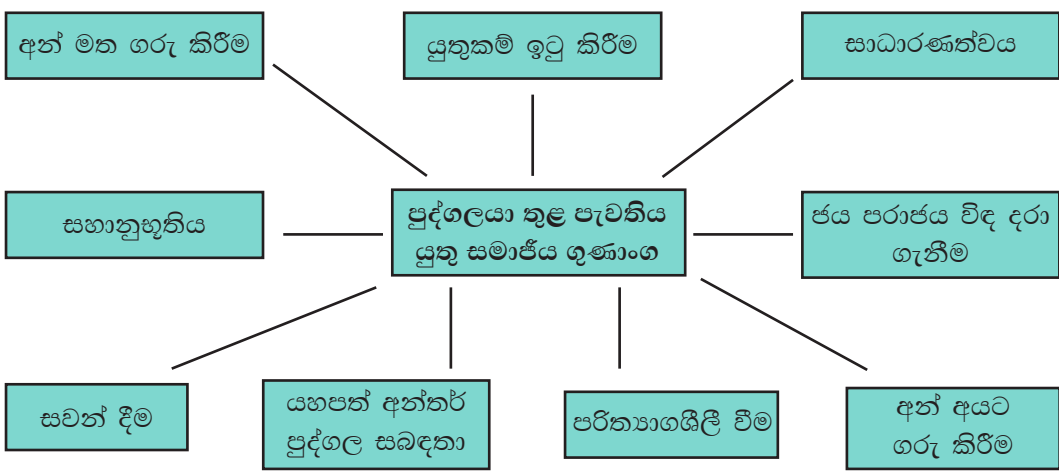 අන් මත ගරු කිරීම
යුතුකම් ඉටු කිරීම
සාධාරණත්වය
සහානුභූතිය
පුද්ගලයා තුළ පැවතිය
යුතු සමාජීය ගුණාංග
ජය පරාජය විඳ දරා
ගැනීම
සවන් දීම
යහපත් අන්තර්
පුද්ගල සබඳතා
පරිත්‍යාගශීලී වීම
අන් අයට
ගරු කිරීම